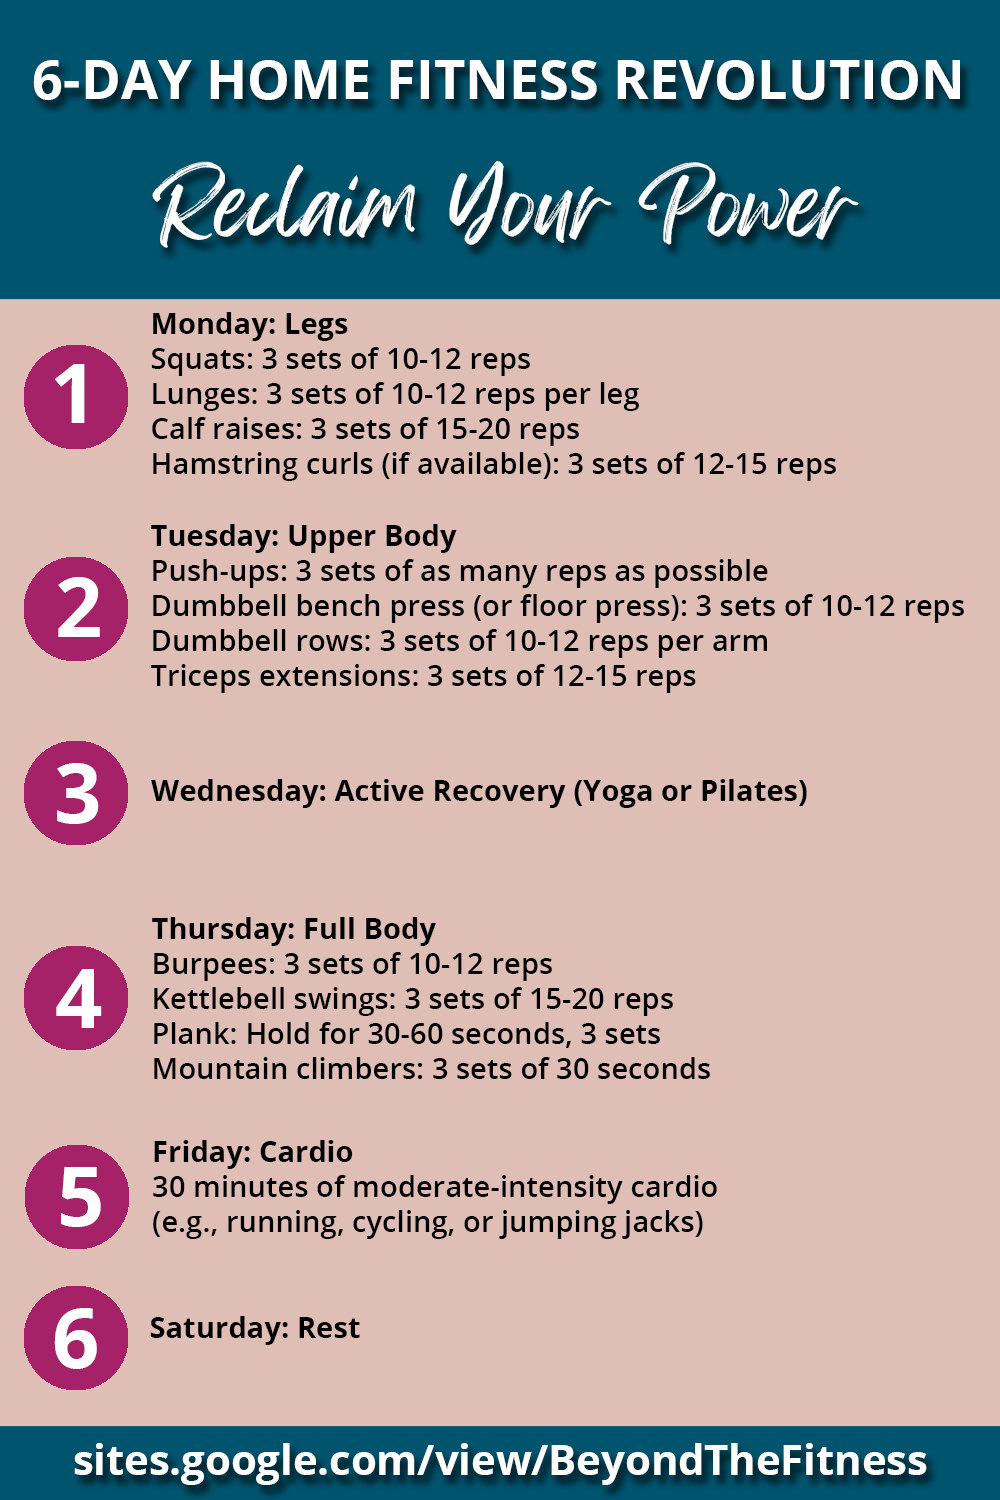 6-DAY HOME FITNESS REVOLUTION
Reclaim Your Power
1
Monday: Legs
Squats: 3 sets of 10-12 reps
Lunges: 3 sets of 10-12 reps per leg
Calf raises: 3 sets of 15-20 reps
Hamstring curls (if available): 3 sets of 12-15 reps
2
Tuesday: Upper Body
Push-ups: 3 sets of as many reps as possible
Dumbbell bench press (or floor press): 3 sets of 10-12 reps
Dumbbell rows: 3 sets of 10-12 reps per arm
Triceps extensions: 3 sets of 12-15 reps
3
Wednesday: Active Recovery (Yoga or Pilates)
4
Thursday: Full Body
Burpees: 3 sets of 10-12 reps
Kettlebell swings: 3 sets of 15-20 reps
Plank: Hold for 30-60 seconds, 3 sets
Mountain climbers: 3 sets of 30 seconds
5
Friday: Cardio
30 minutes of moderate-intensity cardio
(e.g., running, cycling, or jumping jacks)
6
Saturday: Rest
sites.google.com/view/BeyondTheFitness